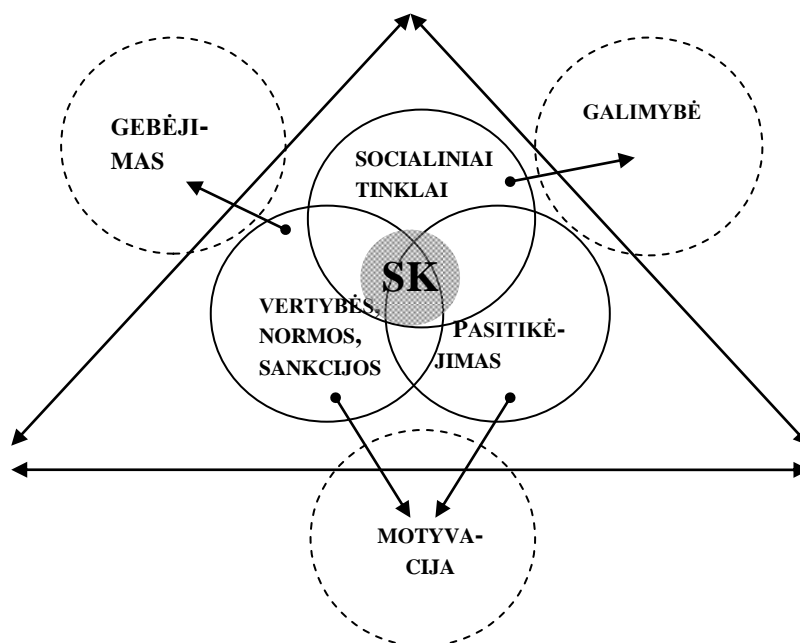 GEBĖJI-
MAS
GALIMYBĖ
SOCIALINIAI
TINKLAI
SK
VERTYBĖS,
NORMOS,
SANKCIJOS
PASITIKĖ-
JIMAS
MOTYVA-
CIJA